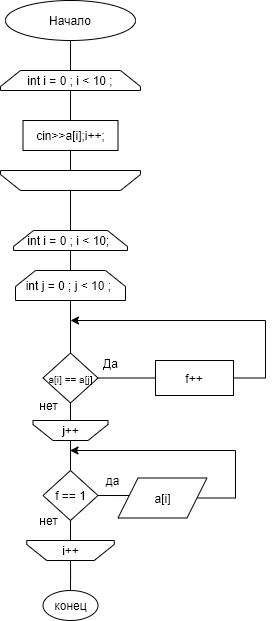 Начало
int i = 0 ; i < 10 ;
cin>>a[i];i++;
int i = 0 ; i < 10;
int j = 0 ; j < 10 ;
a[i] == a[j]
Да
f++
нет
j++
f == 1
да
a[i]
нет
i++
конец